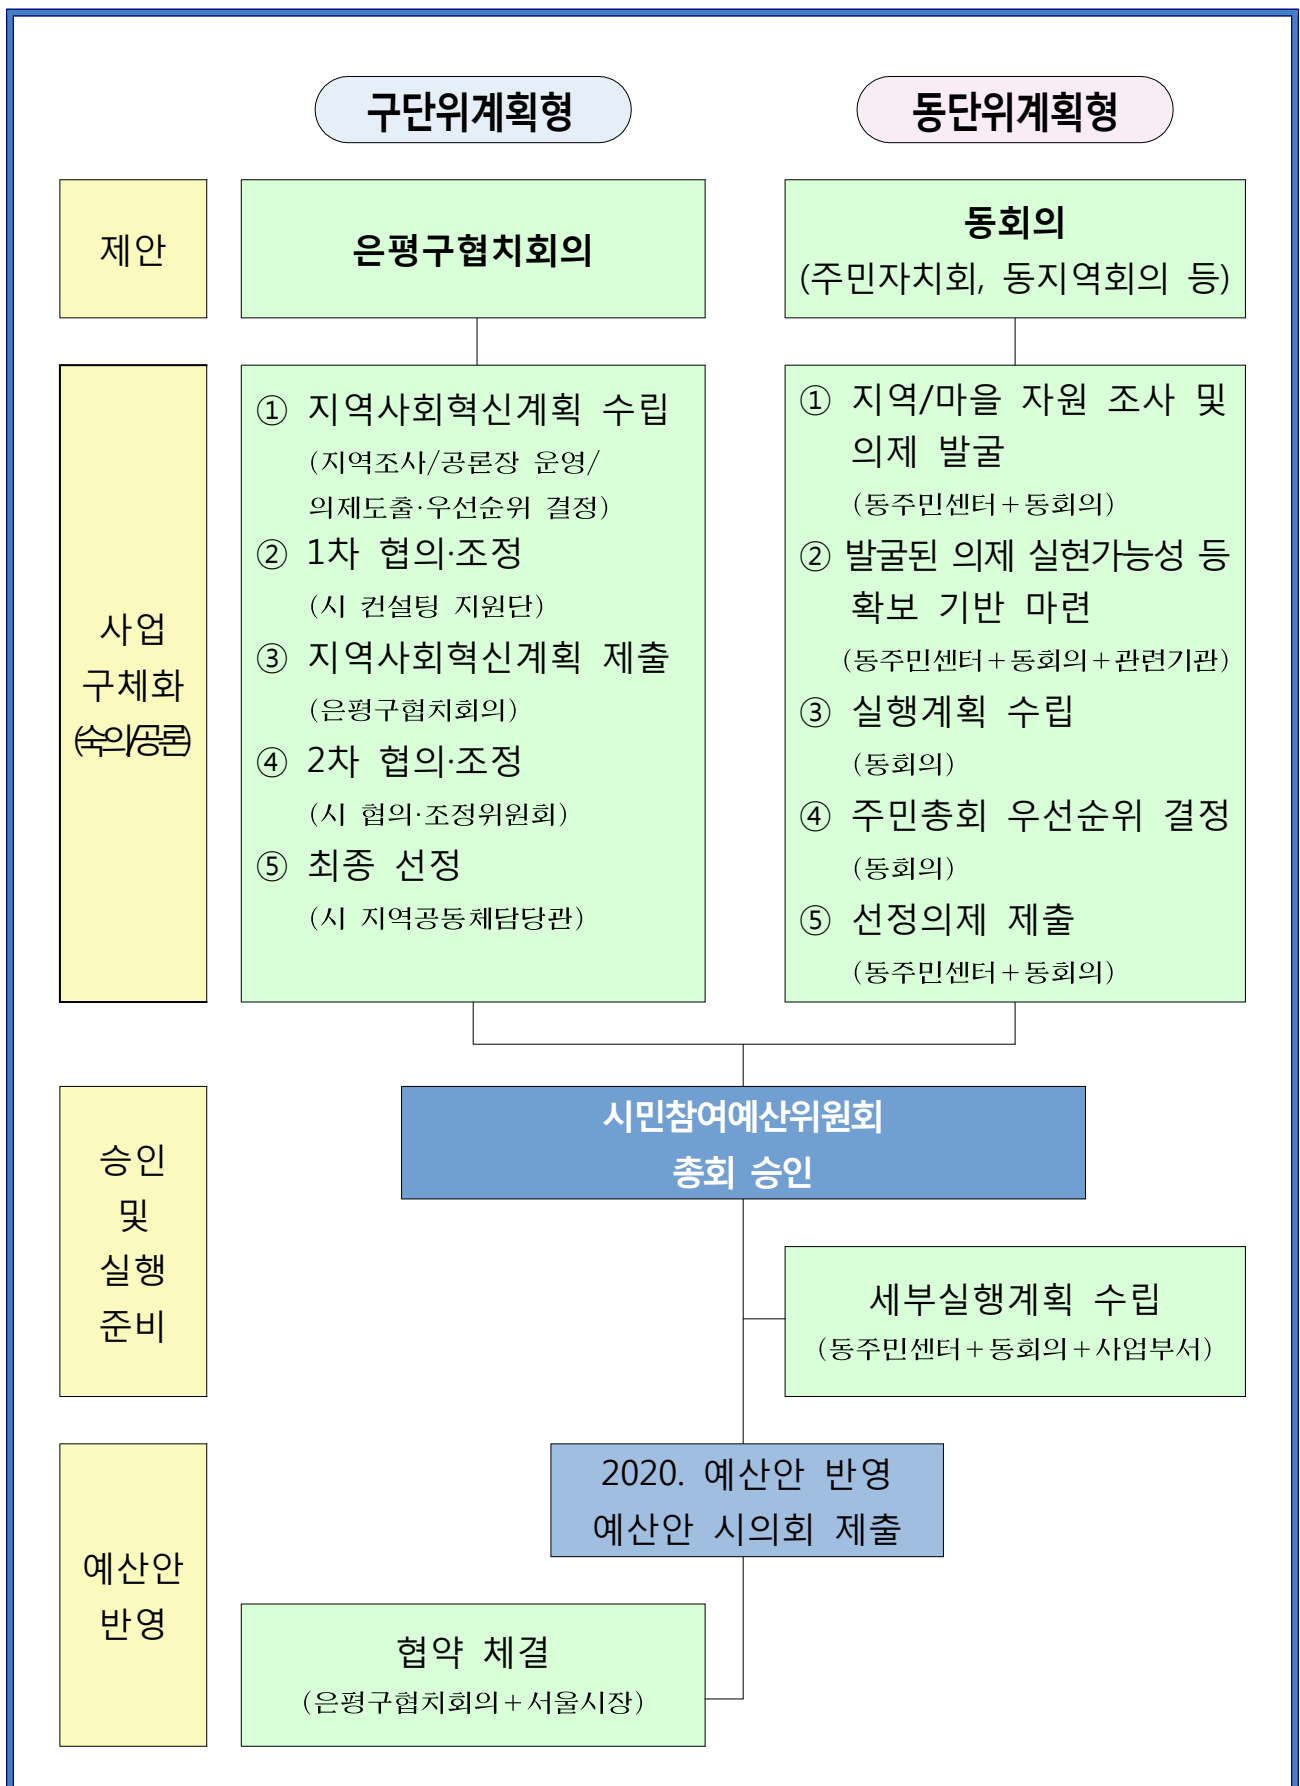 구단위계획형
동단위계획형
제안
은평구협치회의
동회의
(주민자치회, 동지역회의 등)
사업
구체화
(숙의/공론)
① 지역사회혁신계획 수립
(지역조사/공론장 운영/
의제도출·우선순위 결정)
② 1차 협의·조정
(시 컨설팅 지원단)
③ 지역사회혁신계획 제출
(은평구협치회의)
④ 2차 협의·조정
(시 협의·조정위원회)
⑤ 최종 선정
(시 지역공동체담당관)
① 지역/마을 자원 조사 및
의제 발굴
(동주민센터+동회의)
② 발굴된 의제 실현가능성 등
확보 기반 마련
(동주민센터+동회의+관련기관)
③ 실행계획 수립
(동회의)
④ 주민총회 우선순위 결정
(동회의)
⑤ 선정의제 제출
(동주민센터+동회의)
승인
및
실행
준비
시민참여예산위원회
총회 승인
세부실행계획 수립
(동주민센터+동회의+사업부서)
예산안
반영
2020. 예산안 반영
예산안 시의회 제출
협약 체결
(은평구협치회의+서울시장)